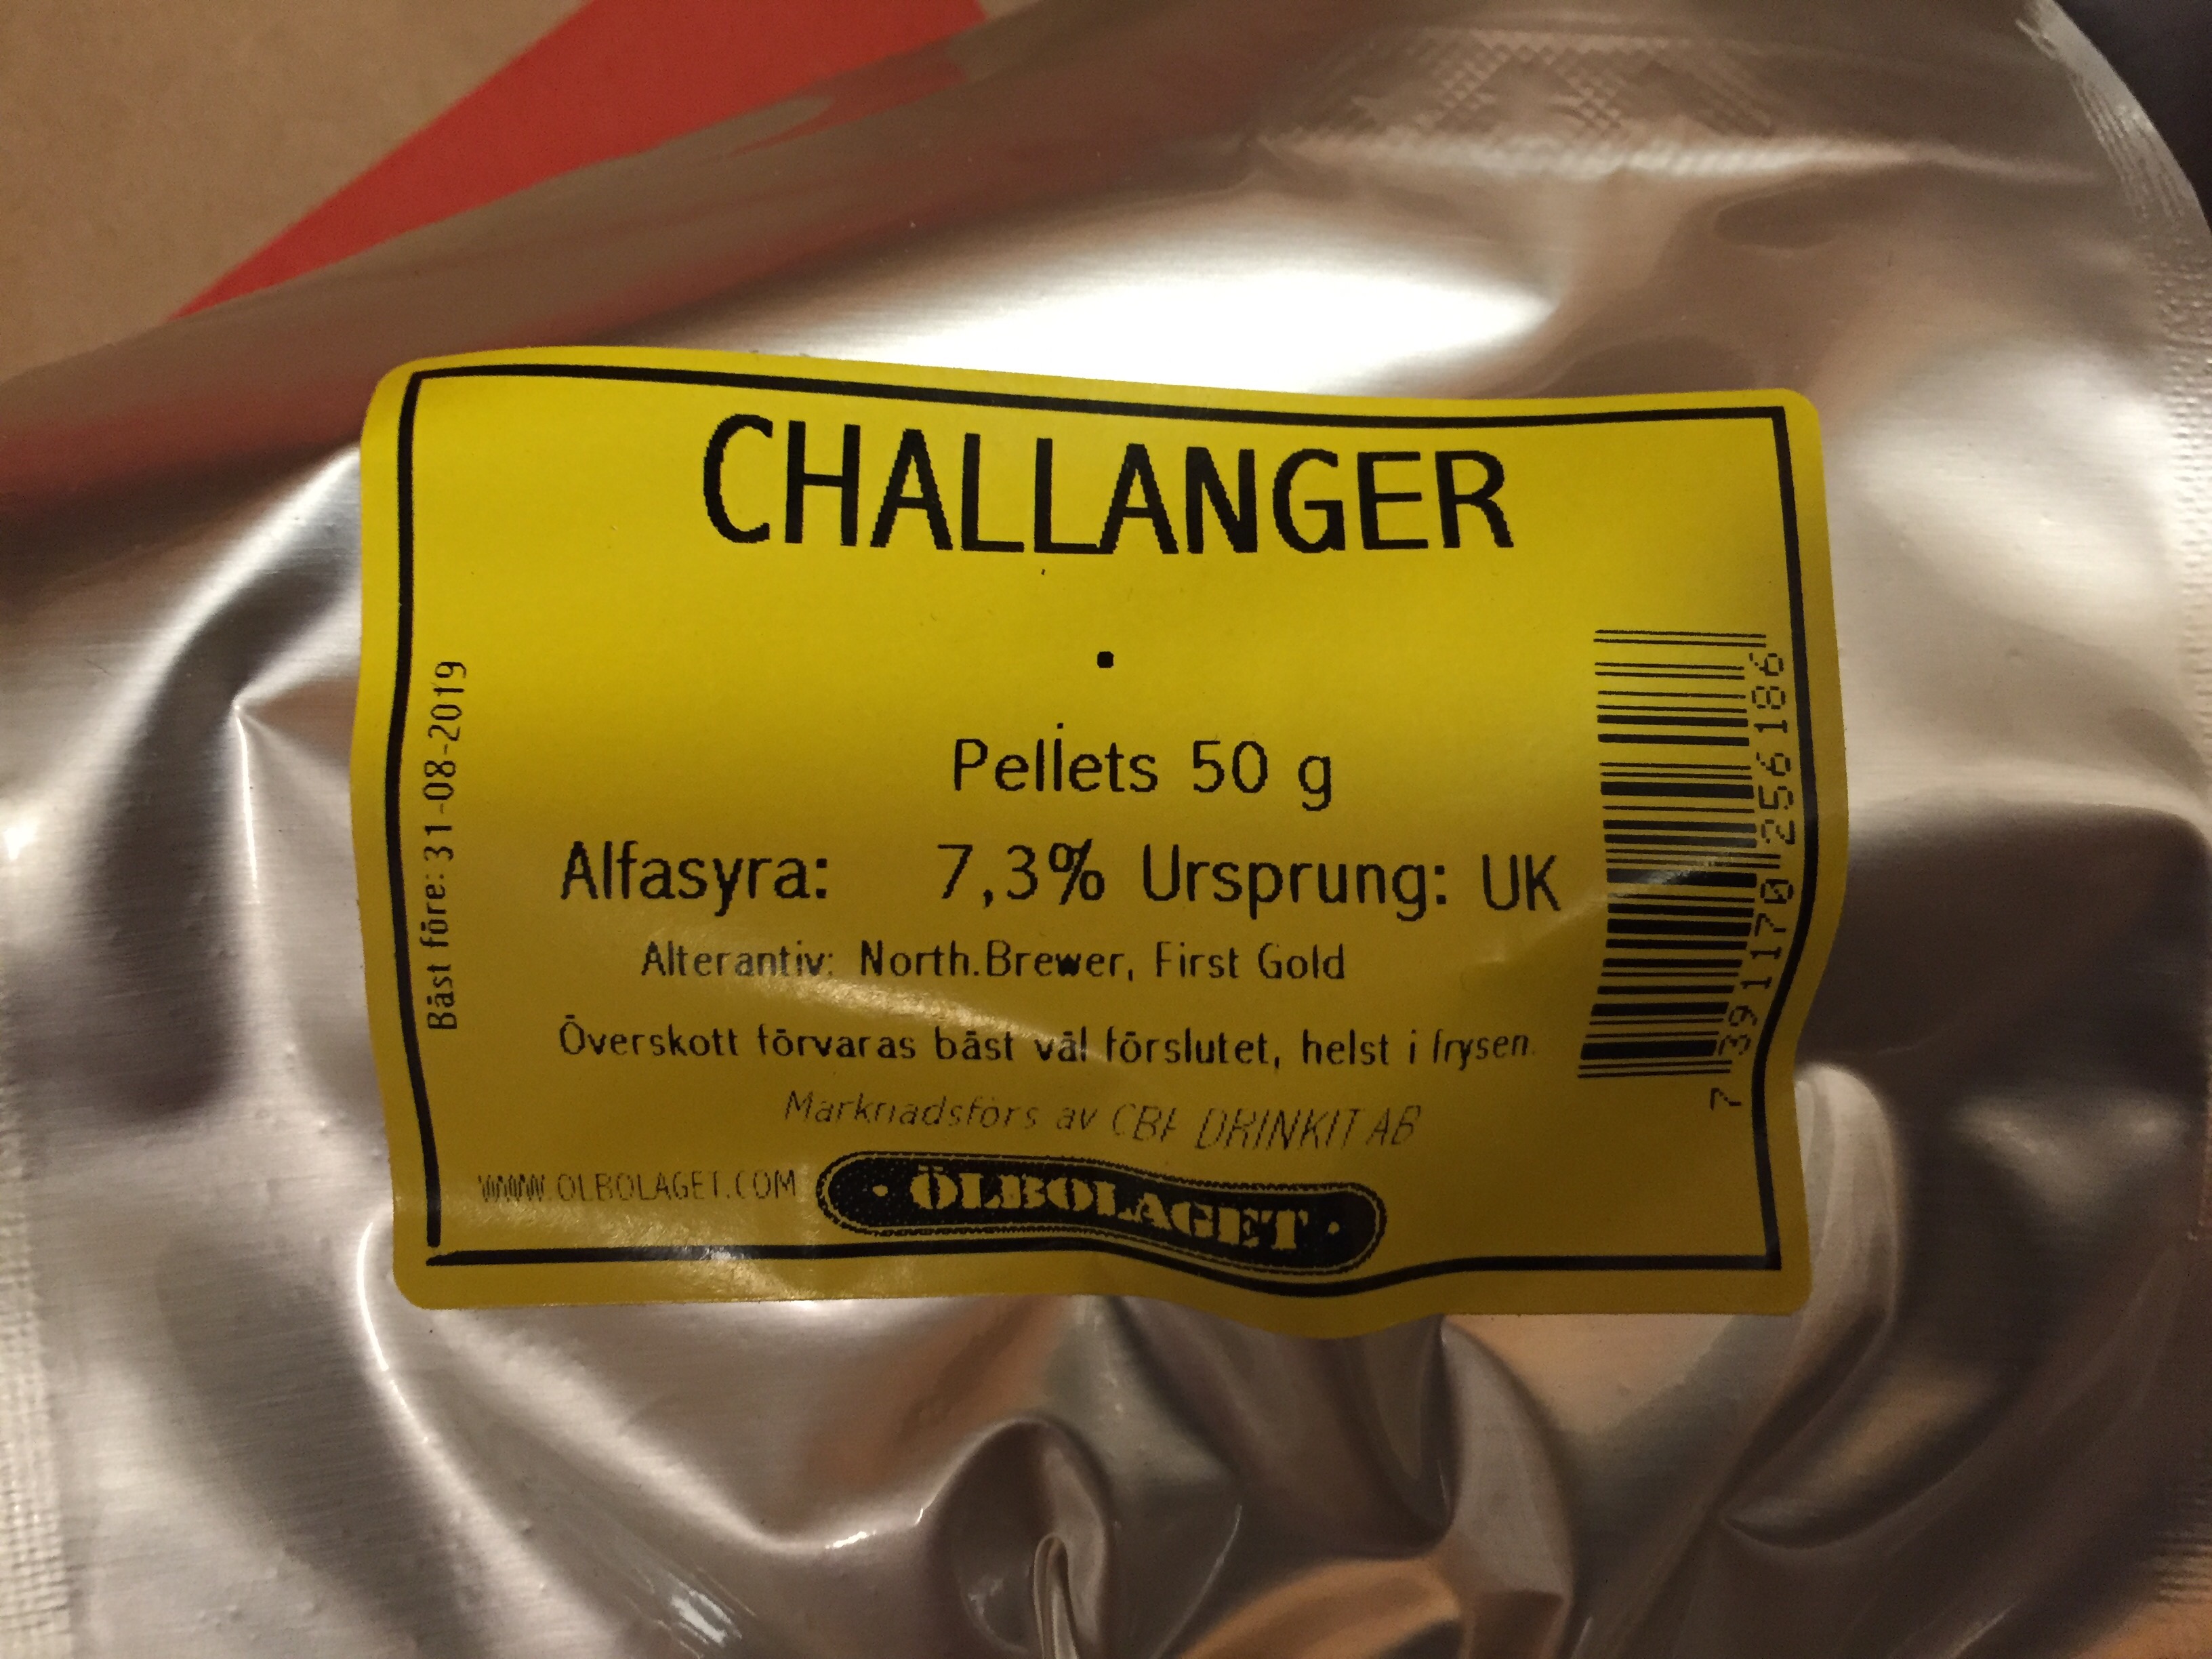 CHALLANGER
.
Pellets 50 g
Alfasyra: 7,3% Ursprung: UK
Alterantiv: North.Brewer, First Gold
Överskott förvaras bäst väl förslutet, helst i frysen.
Marknadsförs av CBF DRINKIT AB
WWW.OLBOLAGET.COM
· ÖLBOLAGET ·
Bäst före: 31-08-2019
7 391170 256186